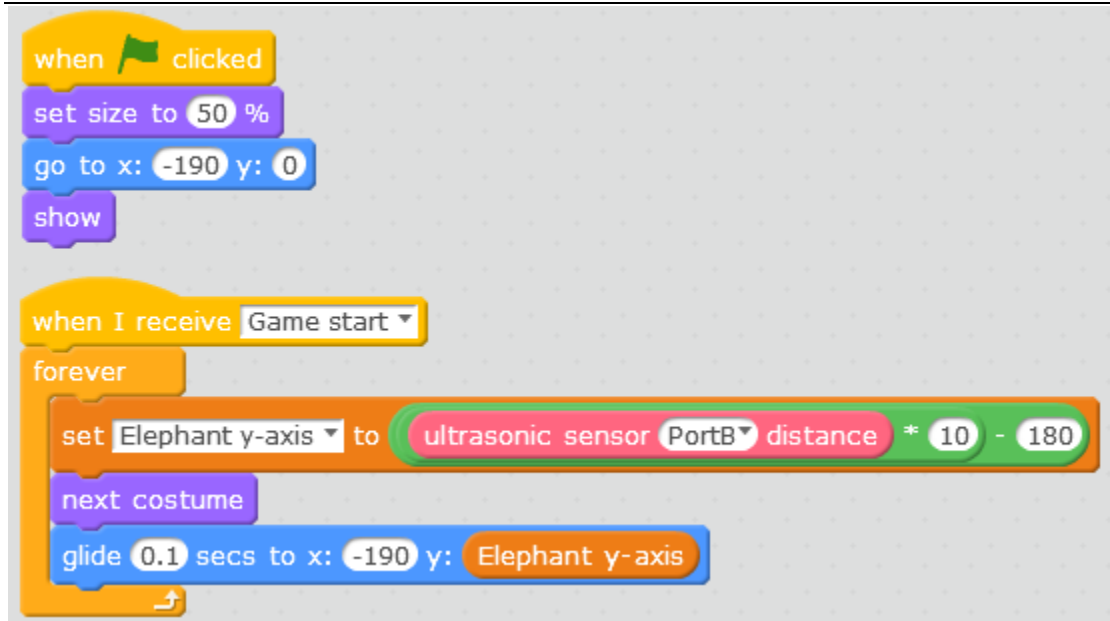 when clicked
set size to 50 %
go to x: -190 y: 0
show
when I receive Game start
forever
set Elephant y-axis to ultrasonic sensor PortB distance * 10 - 180
next costume
glide 0.1 secs to x: -190 y: Elephant y-axis